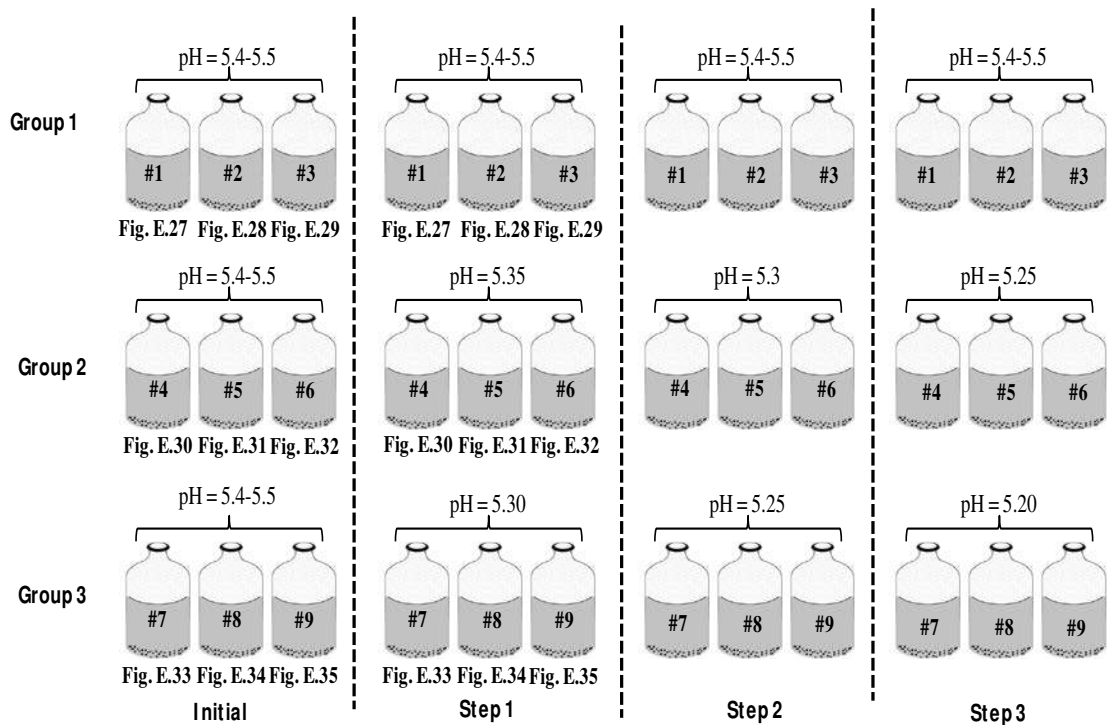 pH = 5.4-5.5 pH = 5.4-5.5 pH = 5.4-5.5 pH = 5.4-5.5
Group 1
#1 #2 #3 #1 #2 #3 #1 #2 #3 #1 #2 #3
Fig. E.27 Fig. E.28 Fig. E.29 Fig. E.27 Fig. E.28 Fig. E.29
pH = 5.4-5.5 pH = 5.35 pH = 5.3 pH = 5.25
Group 2
#4 #5 #6 #4 #5 #6 #4 #5 #6 #4 #5 #6
Fig. E.30 Fig. E.31 Fig. E.32 Fig. E.30 Fig. E.31 Fig. E.32
pH = 5.4-5.5 pH = 5.30 pH = 5.25 pH = 5.20
Group 3
#7 #8 #9 #7 #8 #9 #7 #8 #9 #7 #8 #9
Fig. E.33 Fig. E.34 Fig. E.35 Fig. E.33 Fig. E.34 Fig. E.35
Initial Step 1 Step 2 Step 3